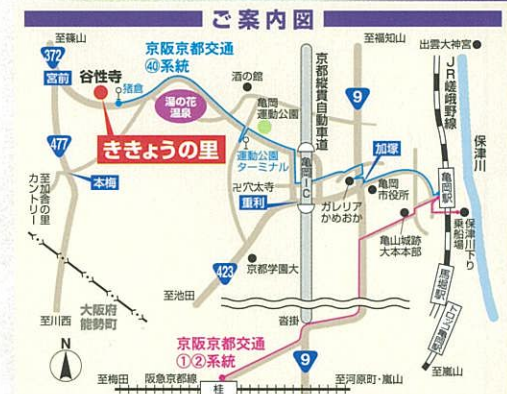 ご案内図
至篠山
372
宮前
谷性寺
猪倉
京阪京都交通
㊵系統
湯の花
温泉
酒の館
亀岡
運動公園
京都縦貫自動車道
至福知山
9
出雲大神宮
JR嵯峨野線
保津川
ききょうの里
運動公園
ターミナル
477
本梅
至加舎の里
カントリー
卍穴太寺
重利
亀岡IC
加塚
ガレリア
かめおか
亀岡
市役所
亀岡駅
亀山城跡
大本本部
保津川下り
乗船場
京都学園大
423
至池田
馬堀駅
トロッコ亀岡駅
大阪府
能勢町
至川西
沓掛
京阪京都交通
①②系統
9
N
至梅田
阪急京都線
桂
至河原町・嵐山
至嵐山